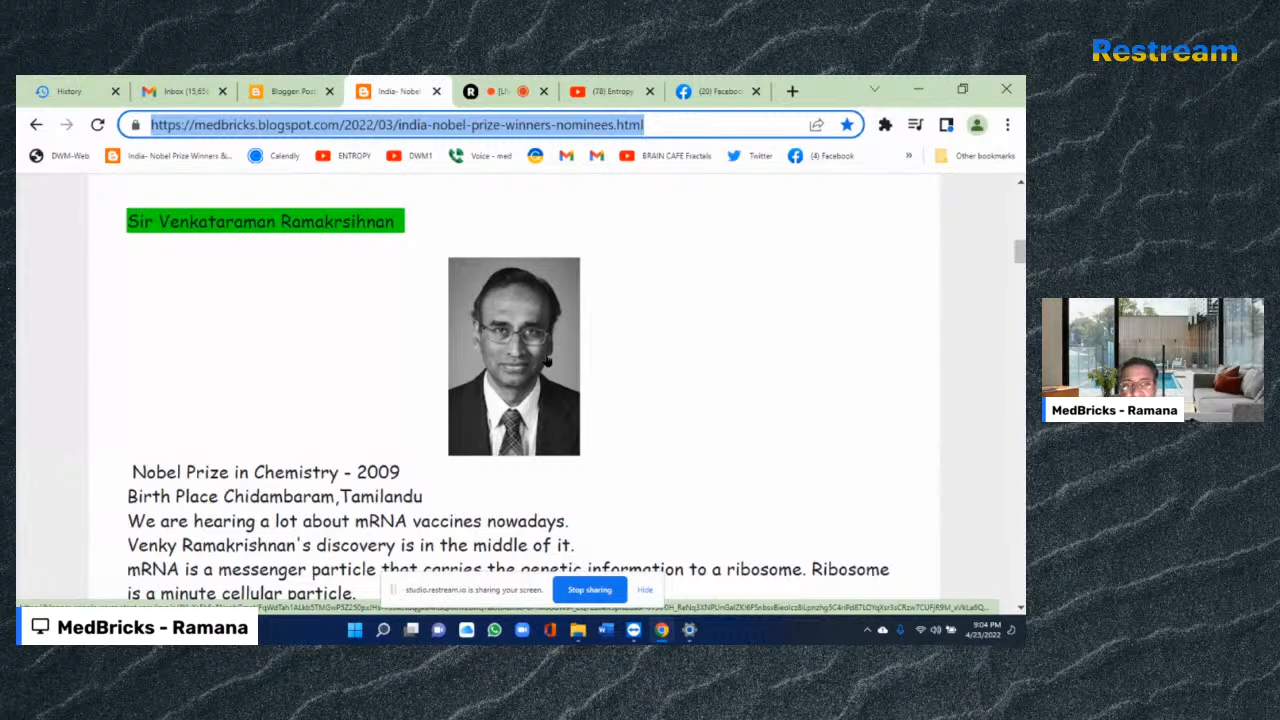 Restream
History
Inbox (15,65
Blogger: Pos
India- Nobel
(78) Entropy
(20) Facebo
https://medbricks.blogspot.com/2022/03/india-nobel-prize-winners-nominees.html
DWM-Web
India- Nobel Prize Winners &...
Calendly
ENTROPY
DWM1
Voice - med
BRAIN CAFE Fractals
Twitter
(4) Facebook
»
Other bookmarks
Sir Venkataraman Ramakrsihnan
Nobel Prize in Chemistry - 2009
Birth Place Chidambaram,Tamilandu
We are hearing a lot about mRNA vaccines nowadays.
Venky Ramakrishnan's discovery is in the middle of it.
mRNA is a messenger particle that carries the genetic information to a ribosome. Ribosome
is a minute cellular particle.
studio.restream.io is sharing your screen.
Stop sharing
Hide
MedBricks - Ramana
9:04 PM
4/23/2022
MedBricks - Ramana